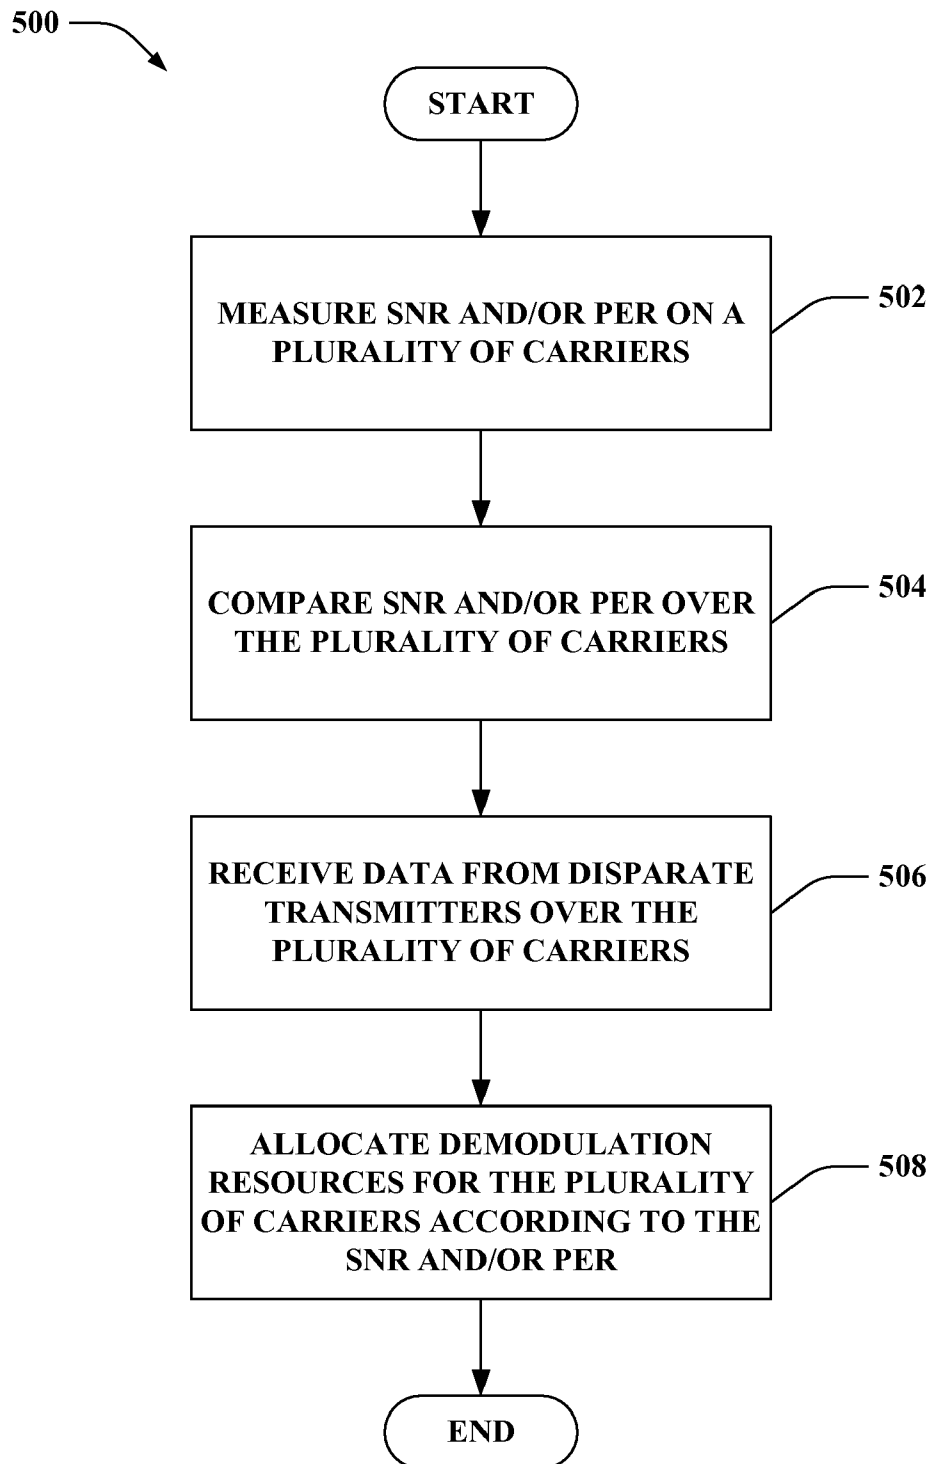 500
START
MEASURE SNR AND/OR PER ON A
PLURALITY OF CARRIERS
502
COMPARE SNR AND/OR PER OVER
THE PLURALITY OF CARRIERS
504
RECEIVE DATA FROM DISPARATE
TRANSMITTERS OVER THE
PLURALITY OF CARRIERS
506
ALLOCATE DEMODULATION
RESOURCES FOR THE PLURALITY
OF CARRIERS ACCORDING TO THE
SNR AND/OR PER
508
END